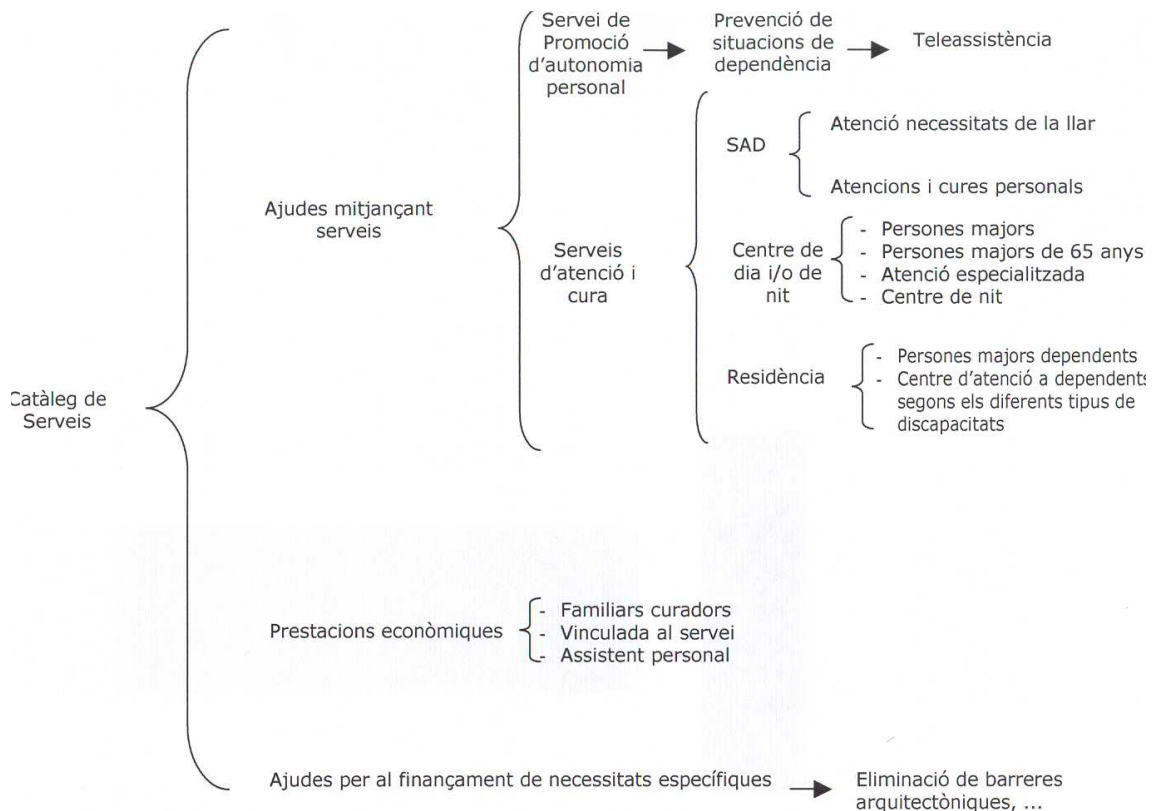 Servei de
Promoció
d'autonomia
personal
Prevenció de
situacions de
dependència
Teleassistència
SAD
Atenció necessitats de la llar
Atencions i cures personals
Ajudes mitjançant
serveis
Serveis
d'atenció i
cura
Centre de
dia i/o de
nit
- Persones majors
- Persones majors de 65 anys
- Atenció especialitzada
- Centre de nit
Residència
- Persones majors dependents
- Centre d'atenció a dependents
segons els diferents tipus de
discapacitats
Catàleg de
Serveis
Prestacions econòmiques
- Familiars curadors
- Vinculada al servei
- Assistent personal
Ajudes per al finançament de necessitats específiques
Eliminació de barreres
arquitectòniques, ...